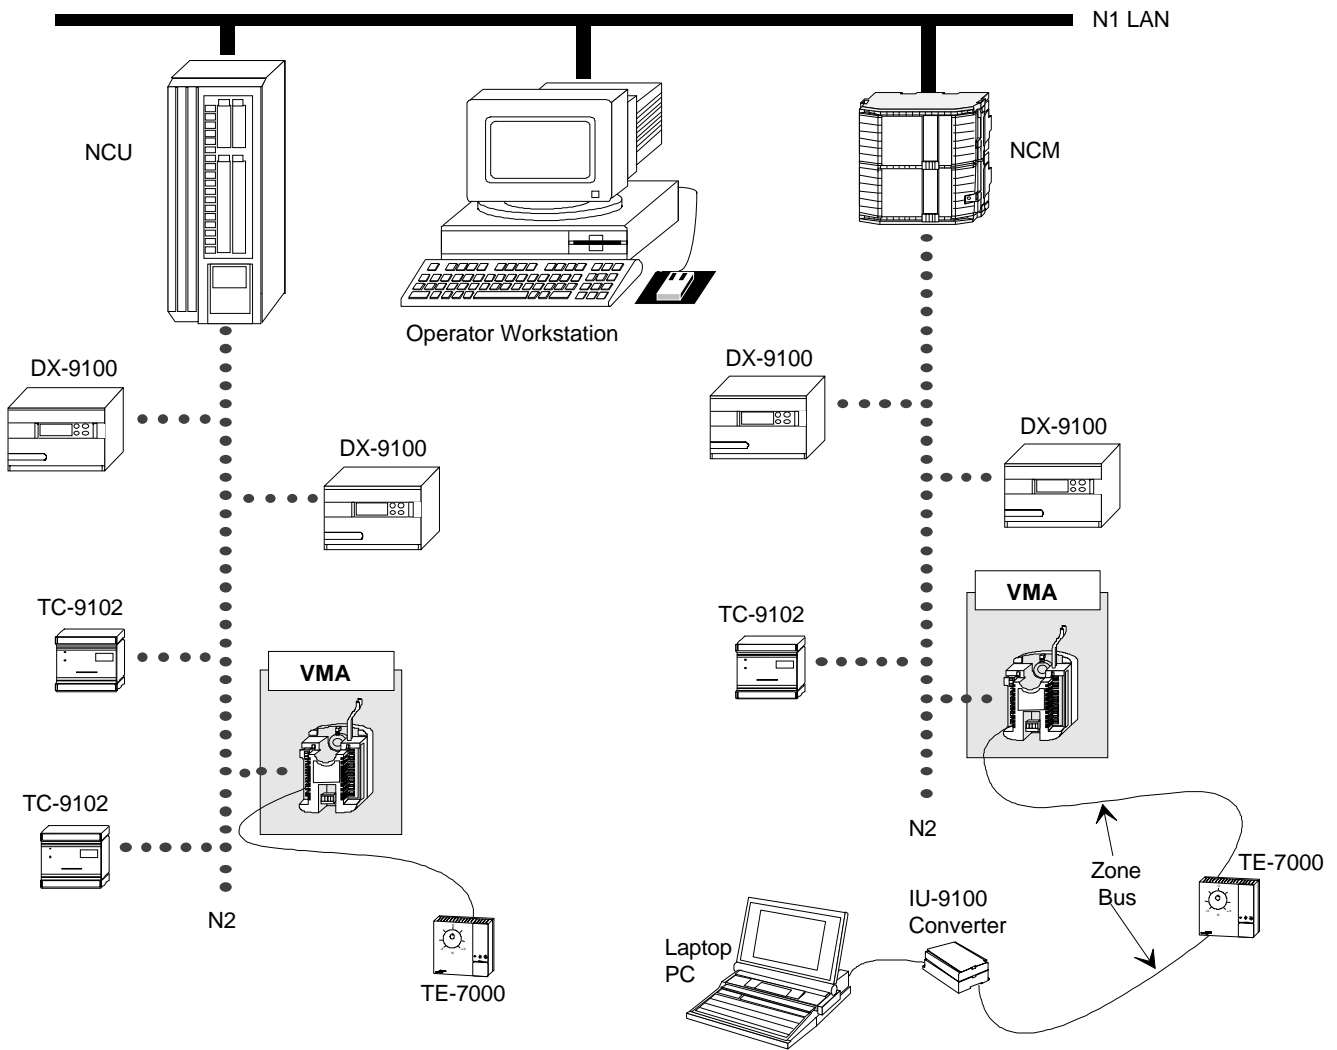 N1 LAN
NCU
NCM
Operator Workstation
DX-9100
DX-9100
DX-9100
DX-9100
TC-9102
VMA
TC-9102
N2
TE-7000
TC-9102
VMA
N2
Zone
Bus
TE-7000
IU-9100
Converter
Laptop
PC